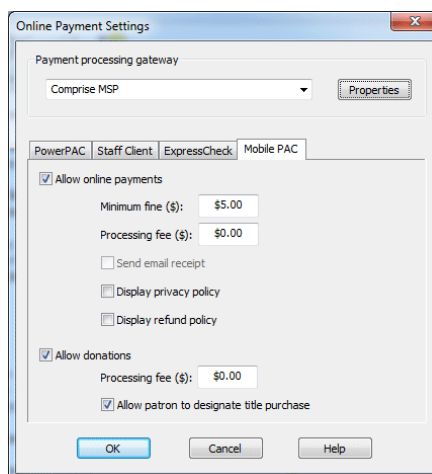 Online Payment Settings
Payment processing gateway
Comprise MSP
Properties
PowerPAC Staff Client ExpressCheck Mobile PAC
Allow online payments
Minimum fine ($): $5.00
Processing fee ($): $0.00
Send email receipt
Display privacy policy
Display refund policy
Allow donations
Processing fee ($): $0.00
Allow patron to designate title purchase
OK Cancel Help